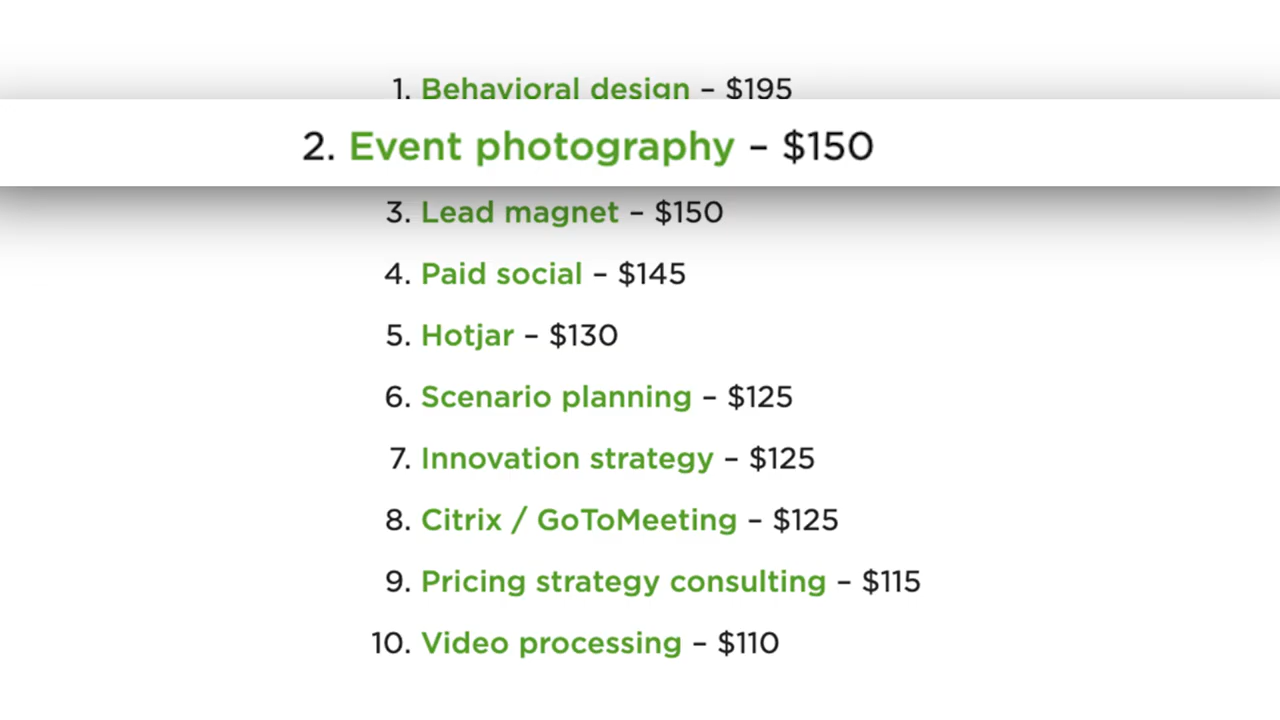 1. Behavioral design – $195
2. Event photography – $150
3. Lead magnet – $150
4. Paid social – $145
5. Hotjar – $130
6. Scenario planning – $125
7. Innovation strategy – $125
8. Citrix / GoToMeeting – $125
9. Pricing strategy consulting – $115
10. Video processing – $110